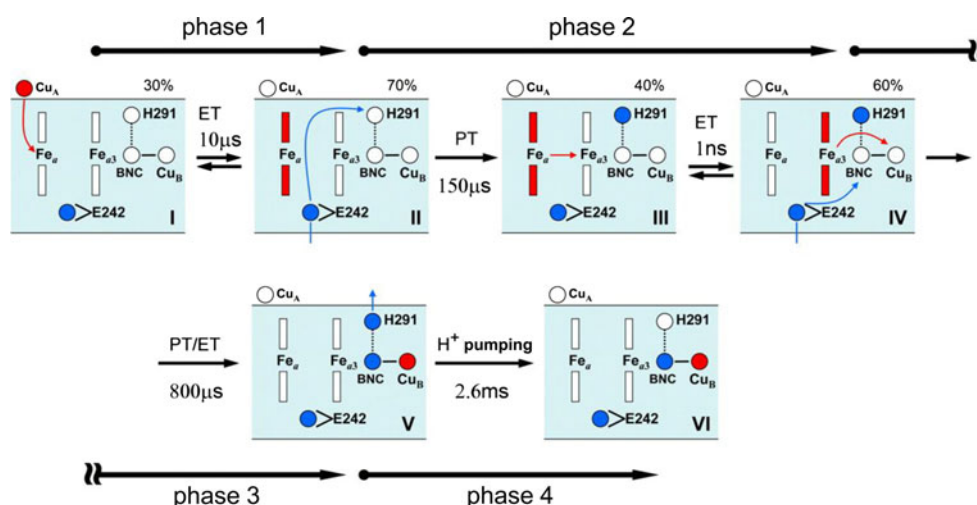 phase 1
phase 2
CuA 30%
H291
Fea Fea3
BNC CuB
E242
I
ET
10μs
CuA 70%
H291
Fea Fea3
BNC CuB
E242
II
PT
150μs
CuA 40%
H291
Fea Fea3
BNC CuB
E242
III
ET
1ns
CuA 60%
H291
Fea Fea3
BNC CuB
E242
IV
PT/ET
800μs
CuA
H291
Fea Fea3
BNC CuB
E242
V
H+ pumping
2.6ms
CuA
H291
Fea Fea3
BNC CuB
E242
VI
phase 3
phase 4